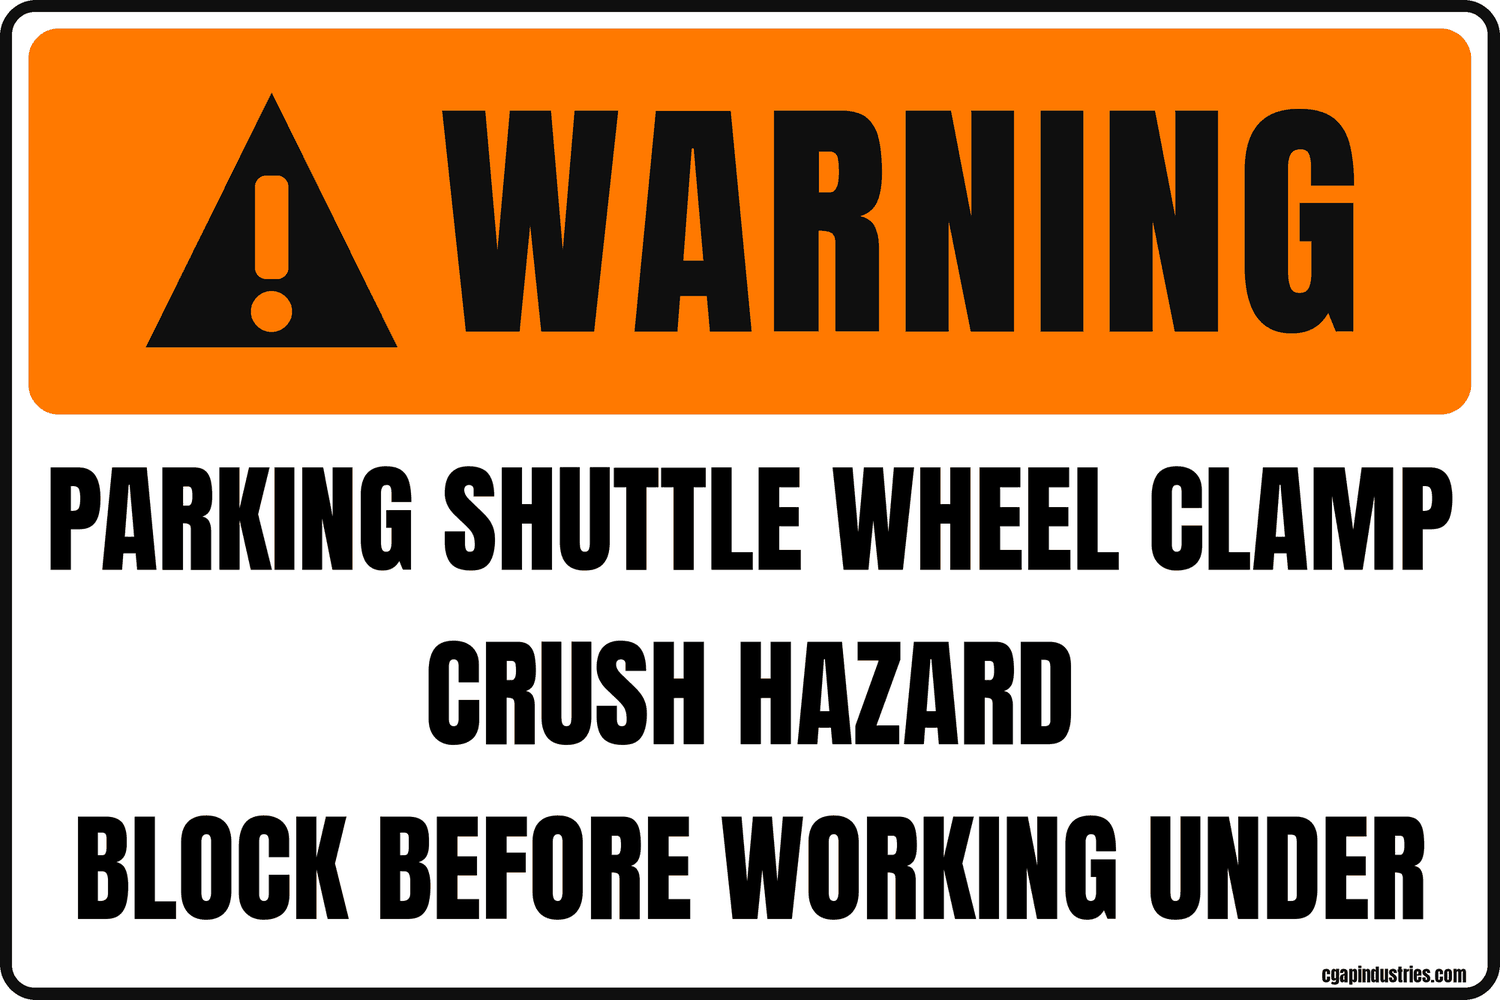 WARNING
PARKING SHUTTLE WHEEL CLAMP
CRUSH HAZARD
BLOCK BEFORE WORKING UNDER
cgapindustries.com